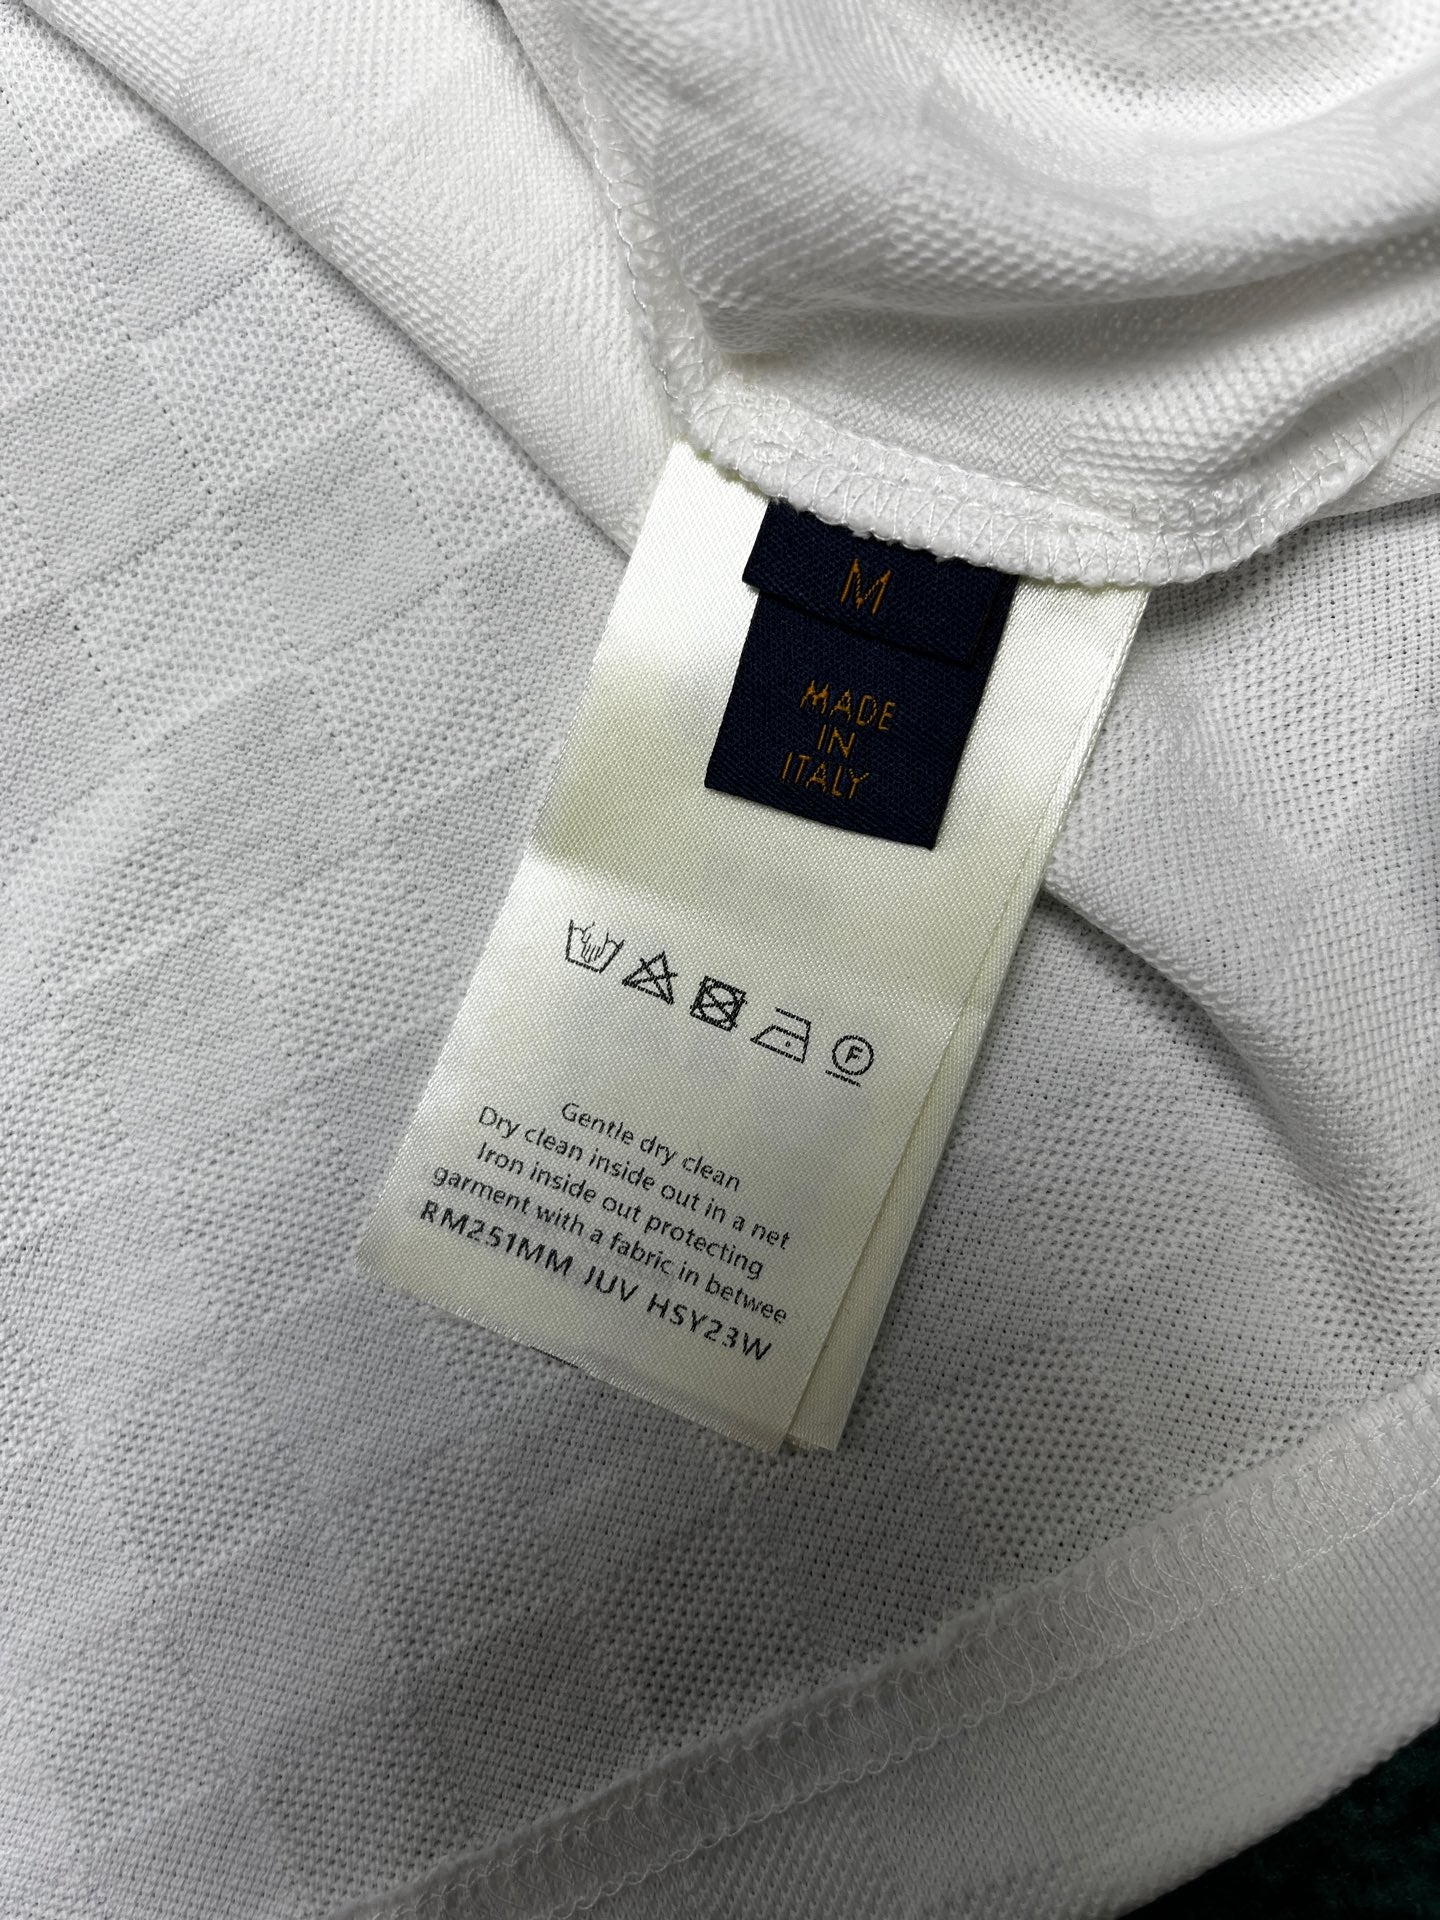 M
MADE
IN
ITALY
F
Gentle dry clean
Dry clean inside out in a net
Iron inside out protecting
garment with a fabric in betwee
RM251MM JUV HSY23W